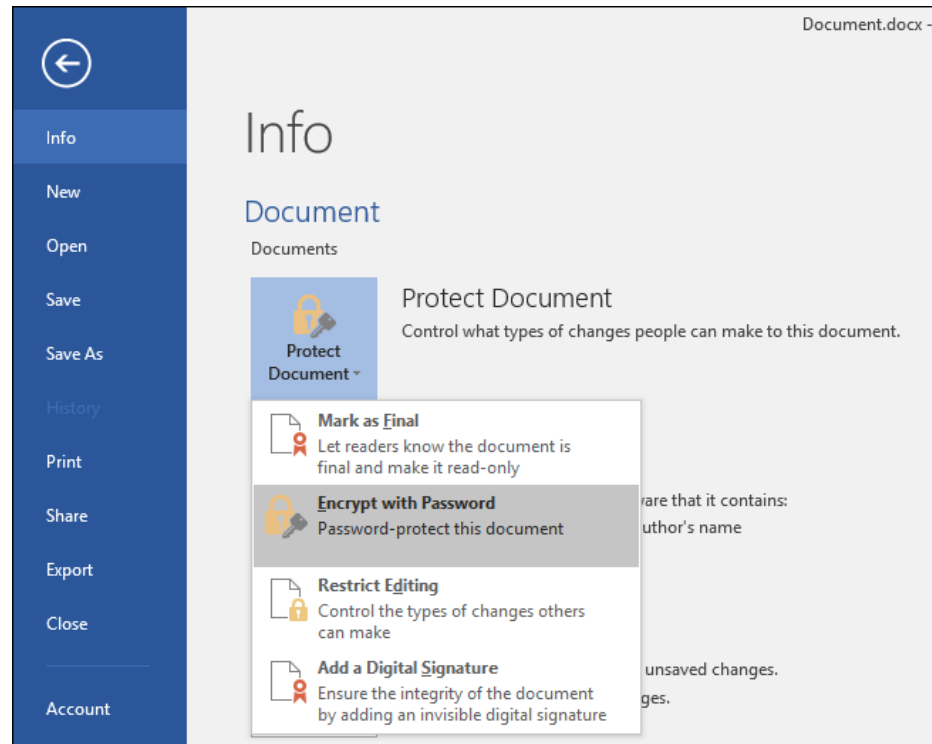 Document.docx -
Info
New
Open
Save
Save As
History
Print
Share
Export
Close
Account
Info
Document
Documents
Protect
Document
Protect Document
Control what types of changes people can make to this document.
Mark as Final
Let readers know the document is
final and make it read-only
Encrypt with Password
Password-protect this document
Restrict Editing
Control the types of changes others
can make
Add a Digital Signature
Ensure the integrity of the document
by adding an invisible digital signature
that it contains:
name
unsaved changes.